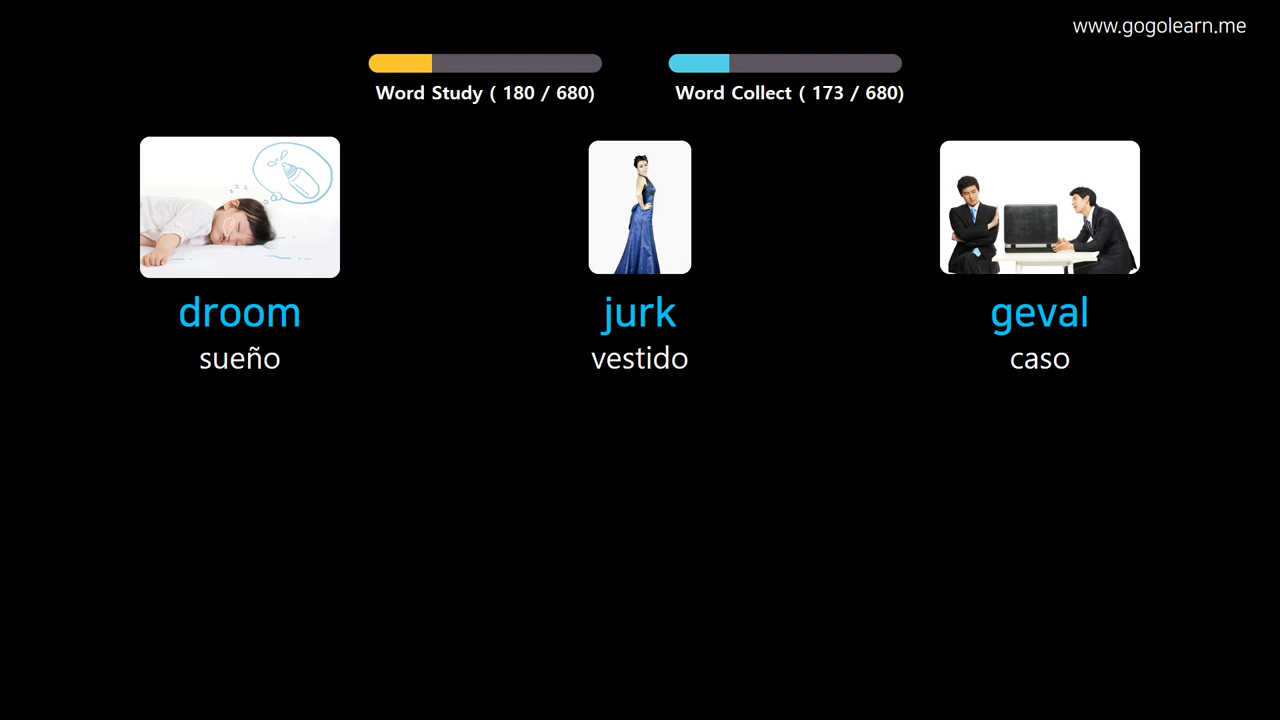 www.gogolearn.me
Word Study ( 180 / 680)
Word Collect ( 173 / 680)
droom
jurk
geval
sueño
vestido
caso